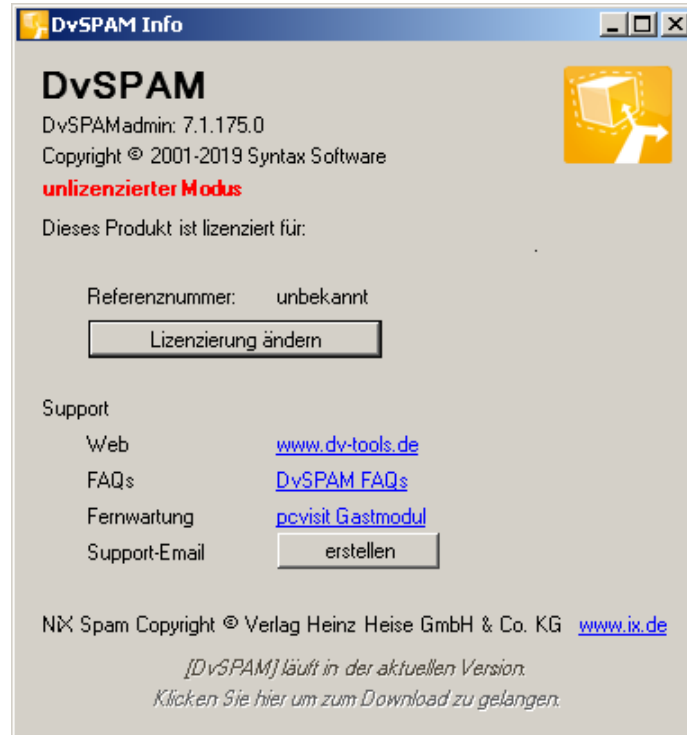 DvSPAM Info
DvSPAM
DvSPAMadmin: 7.1.175.0
Copyright © 2001-2019 Syntax Software
unlizenzierter Modus
Dieses Produkt ist lizenziert für:
Referenznummer: unbekannt
Lizenzierung ändern
Support
Web www.dv-tools.de
FAQs DvSPAM FAQs
Fernwartung pcvisit Gastmodul
Support-Email erstellen
NiX Spam Copyright © Verlag Heinz Heise GmbH & Co. KG www.ix.de
[DvSPAM] läuft in der aktuellen Version.
Klicken Sie hier um zum Download zu gelangen.